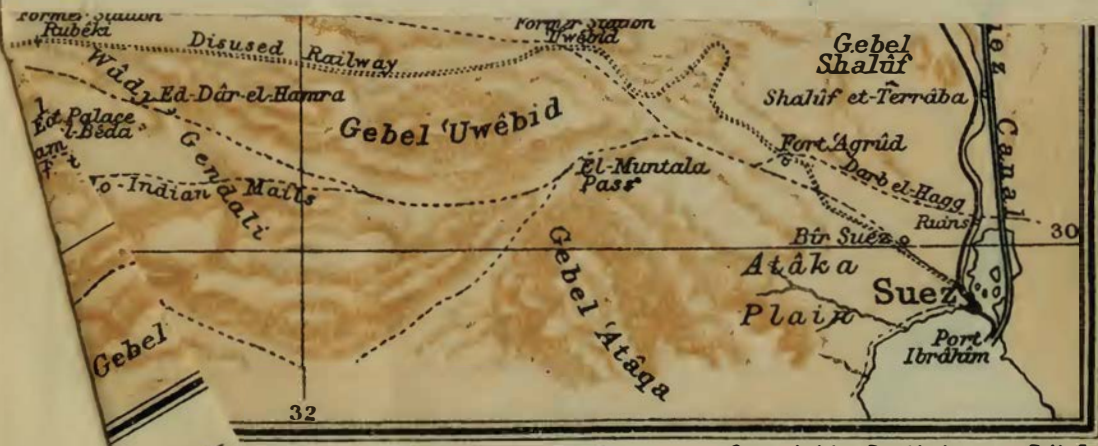 Former Station
Rubêki
Disused Railway
Former Station
Uwêbid
Gebel
Shalûf
Wâdi
Ed-Dâr-el-Hamra
Shalûf et-Terrâba
Palace
Gebel 'Uwêbid
Canal
Gendali
Fort 'Agrûd
El-Muntala
Pass
Darb el-Hagg
Indian Mails
Ruins
30
Bîr Suez
Gebel 'Atâqa
Atâka
Plain
Suez
Gebel
Port
Ibrâhîm
32